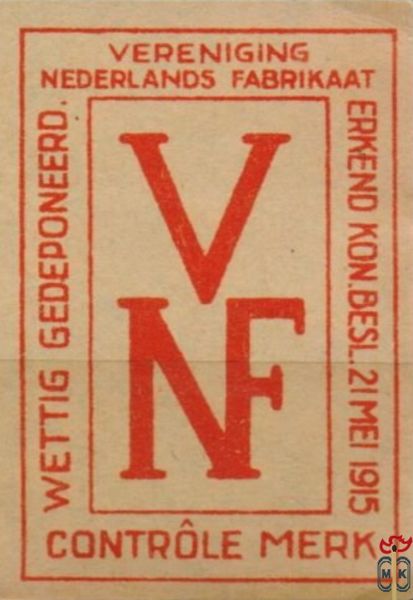 VERENIGING
NEDERLANDS FABRIKAAT
WETTIG GEDEPONEERD.
V
NF
ERKEND KON.BESL. 21 MEI 1915
CONTRÔLE MERK
MK